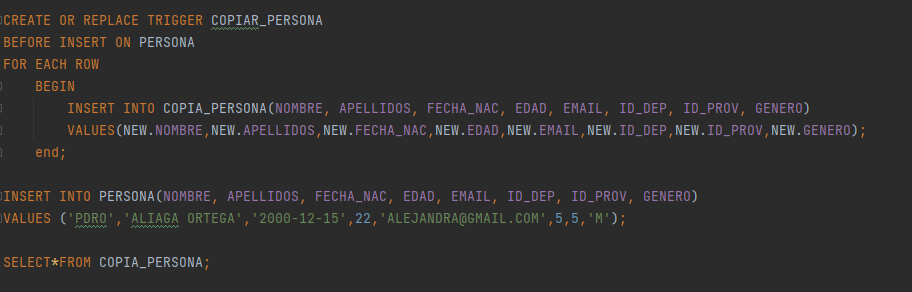 CREATE OR REPLACE TRIGGER COPIAR_PERSONA
BEFORE INSERT ON PERSONA
FOR EACH ROW
BEGIN
INSERT INTO COPIA_PERSONA(NOMBRE, APELLIDOS, FECHA_NAC, EDAD, EMAIL, ID_DEP, ID_PROV, GENERO)
VALUES(NEW.NOMBRE,NEW.APELLIDOS,NEW.FECHA_NAC,NEW.EDAD,NEW.EMAIL,NEW.ID_DEP,NEW.ID_PROV,NEW.GENERO);
end;
INSERT INTO PERSONA(NOMBRE, APELLIDOS, FECHA_NAC, EDAD, EMAIL, ID_DEP, ID_PROV, GENERO)
VALUES ('PDRO','ALIAGA ORTEGA','2000-12-15',22,'ALEJANDRA@GMAIL.COM',5,5,'M');
SELECT*FROM COPIA_PERSONA;